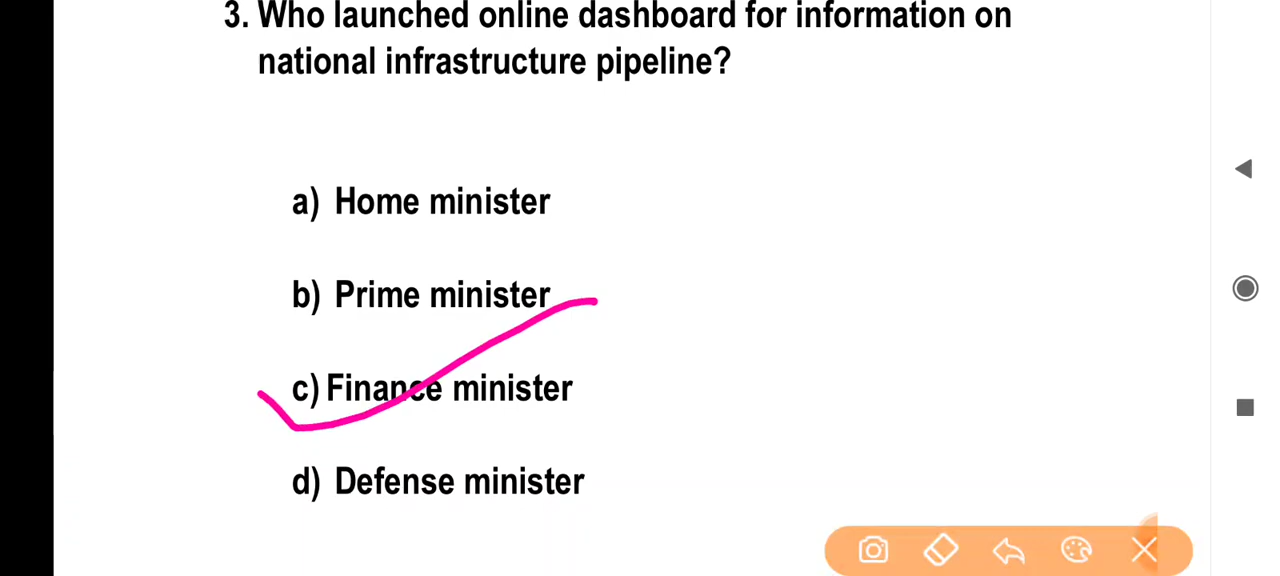 3. Who launched online dashboard for information on
national infrastructure pipeline?
a) Home minister
b) Prime minister
c) Finance minister
d) Defense minister